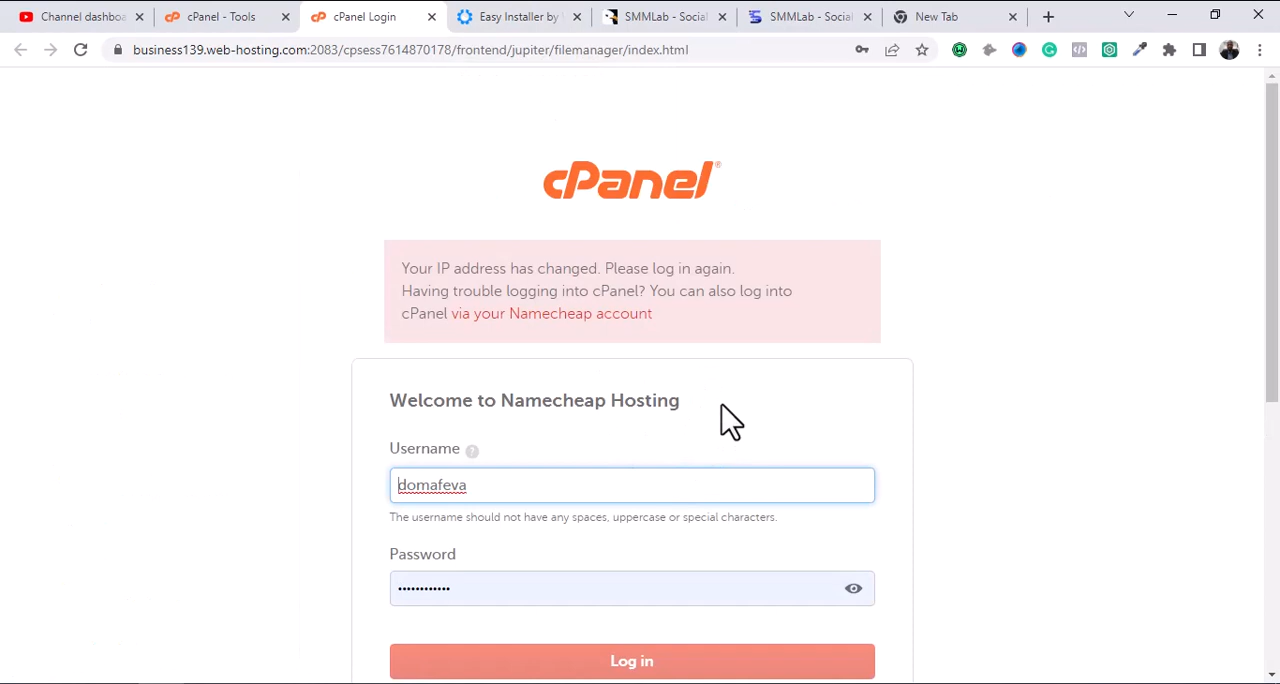 Channel dashboa
cPanel - Tools
cPanel Login
Easy Installer by
SMMLab - Social
SMMLab - Social
New Tab
business139.web-hosting.com:2083/cpsess7614870178/frontend/jupiter/filemanager/index.html
cPanel®
Your IP address has changed. Please log in again.
Having trouble logging into cPanel? You can also log into
cPanel via your Namecheap account
Welcome to Namecheap Hosting
Username ?
domafeva
The username should not have any spaces, uppercase or special characters.
Password
••••••••••••
Log in